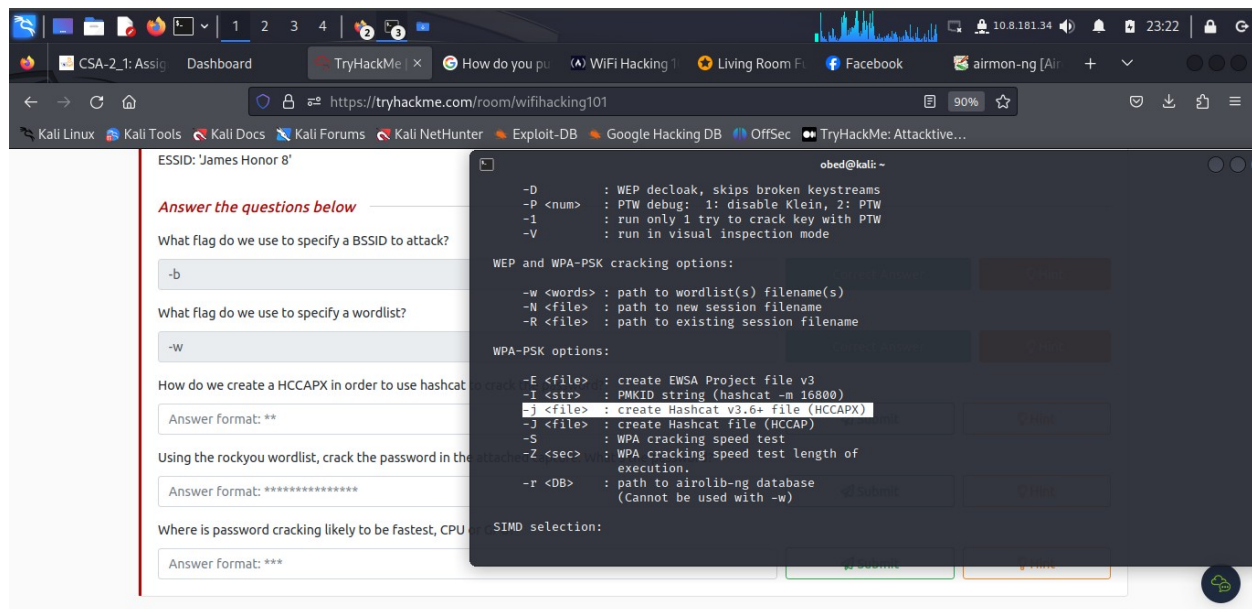 1 2 3 4 2 3 10.8.181.34 23:22
CSA-2_1: Assig Dashboard TryHackMe | How do you pu WiFi Hacking 1 Living Room Fu Facebook airmon-ng [Air
https://tryhackme.com/room/wifihacking101 90%
Kali Linux Kali Tools Kali Docs Kali Forums Kali NetHunter Exploit-DB Google Hacking DB OffSec TryHackMe: Attacktive…
ESSID: 'James Honor 8'
Answer the questions below
What flag do we use to specify a BSSID to attack?
-b
What flag do we use to specify a wordlist?
-w
How do we create a HCCAPX in order to use hashcat to crack
Answer format: **
Using the rockyou wordlist, crack the password in the attached
Answer format: ***************
Where is password cracking likely to be fastest, CPU or
Answer format: ***
Submit Hint
obed@kali: ~
-D : WEP decloak, skips broken keystreams
-P <num> : PTW debug: 1: disable Klein, 2: PTW
-1 : run only 1 try to crack key with PTW
-V : run in visual inspection mode
WEP and WPA-PSK cracking options:
-w <words> : path to wordlist(s) filename(s)
-N <file> : path to new session filename
-R <file> : path to existing session filename
WPA-PSK options:
-E <file> : create EWSA Project file v3
-I <str> : PMKID string (hashcat -m 16800)
-j <file> : create Hashcat v3.6+ file (HCCAPX)
-J <file> : create Hashcat file (HCCAP)
-S : WPA cracking speed test
-Z <sec> : WPA cracking speed test length of
execution.
-r <DB> : path to airolib-ng database
(Cannot be used with -w)
SIMD selection: